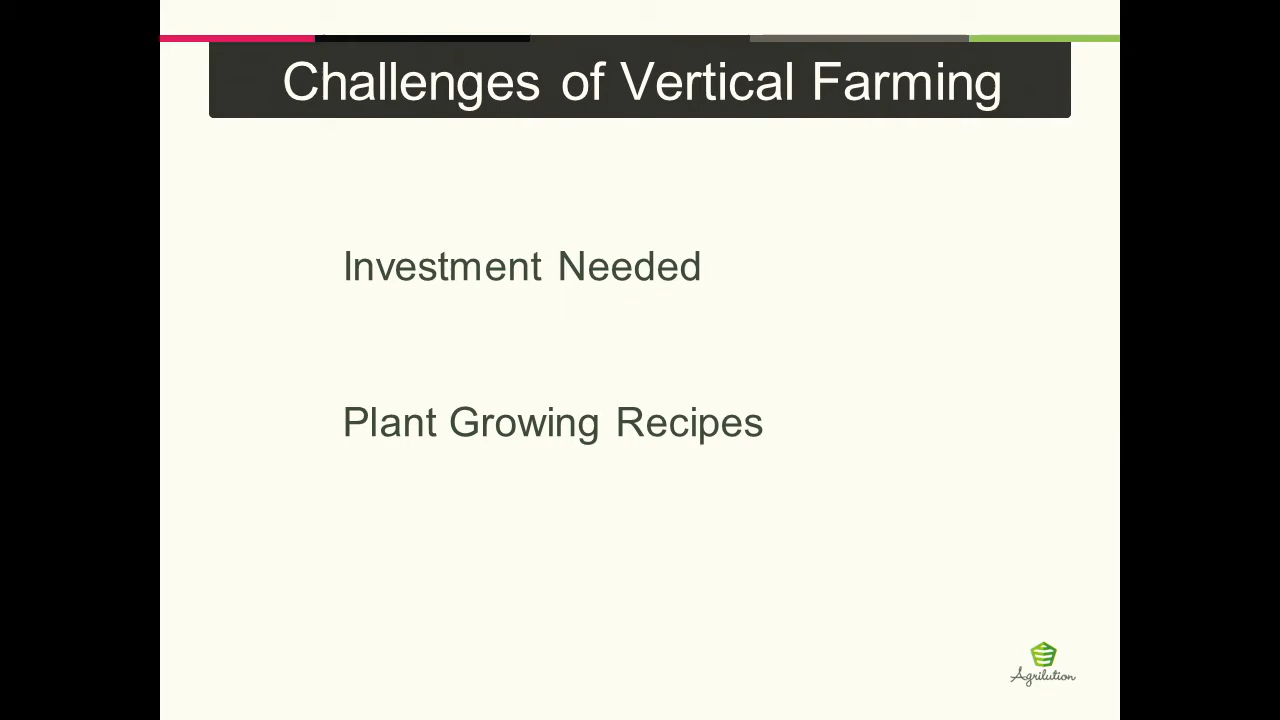 Challenges of Vertical Farming
Investment Needed
Plant Growing Recipes
Agrilution